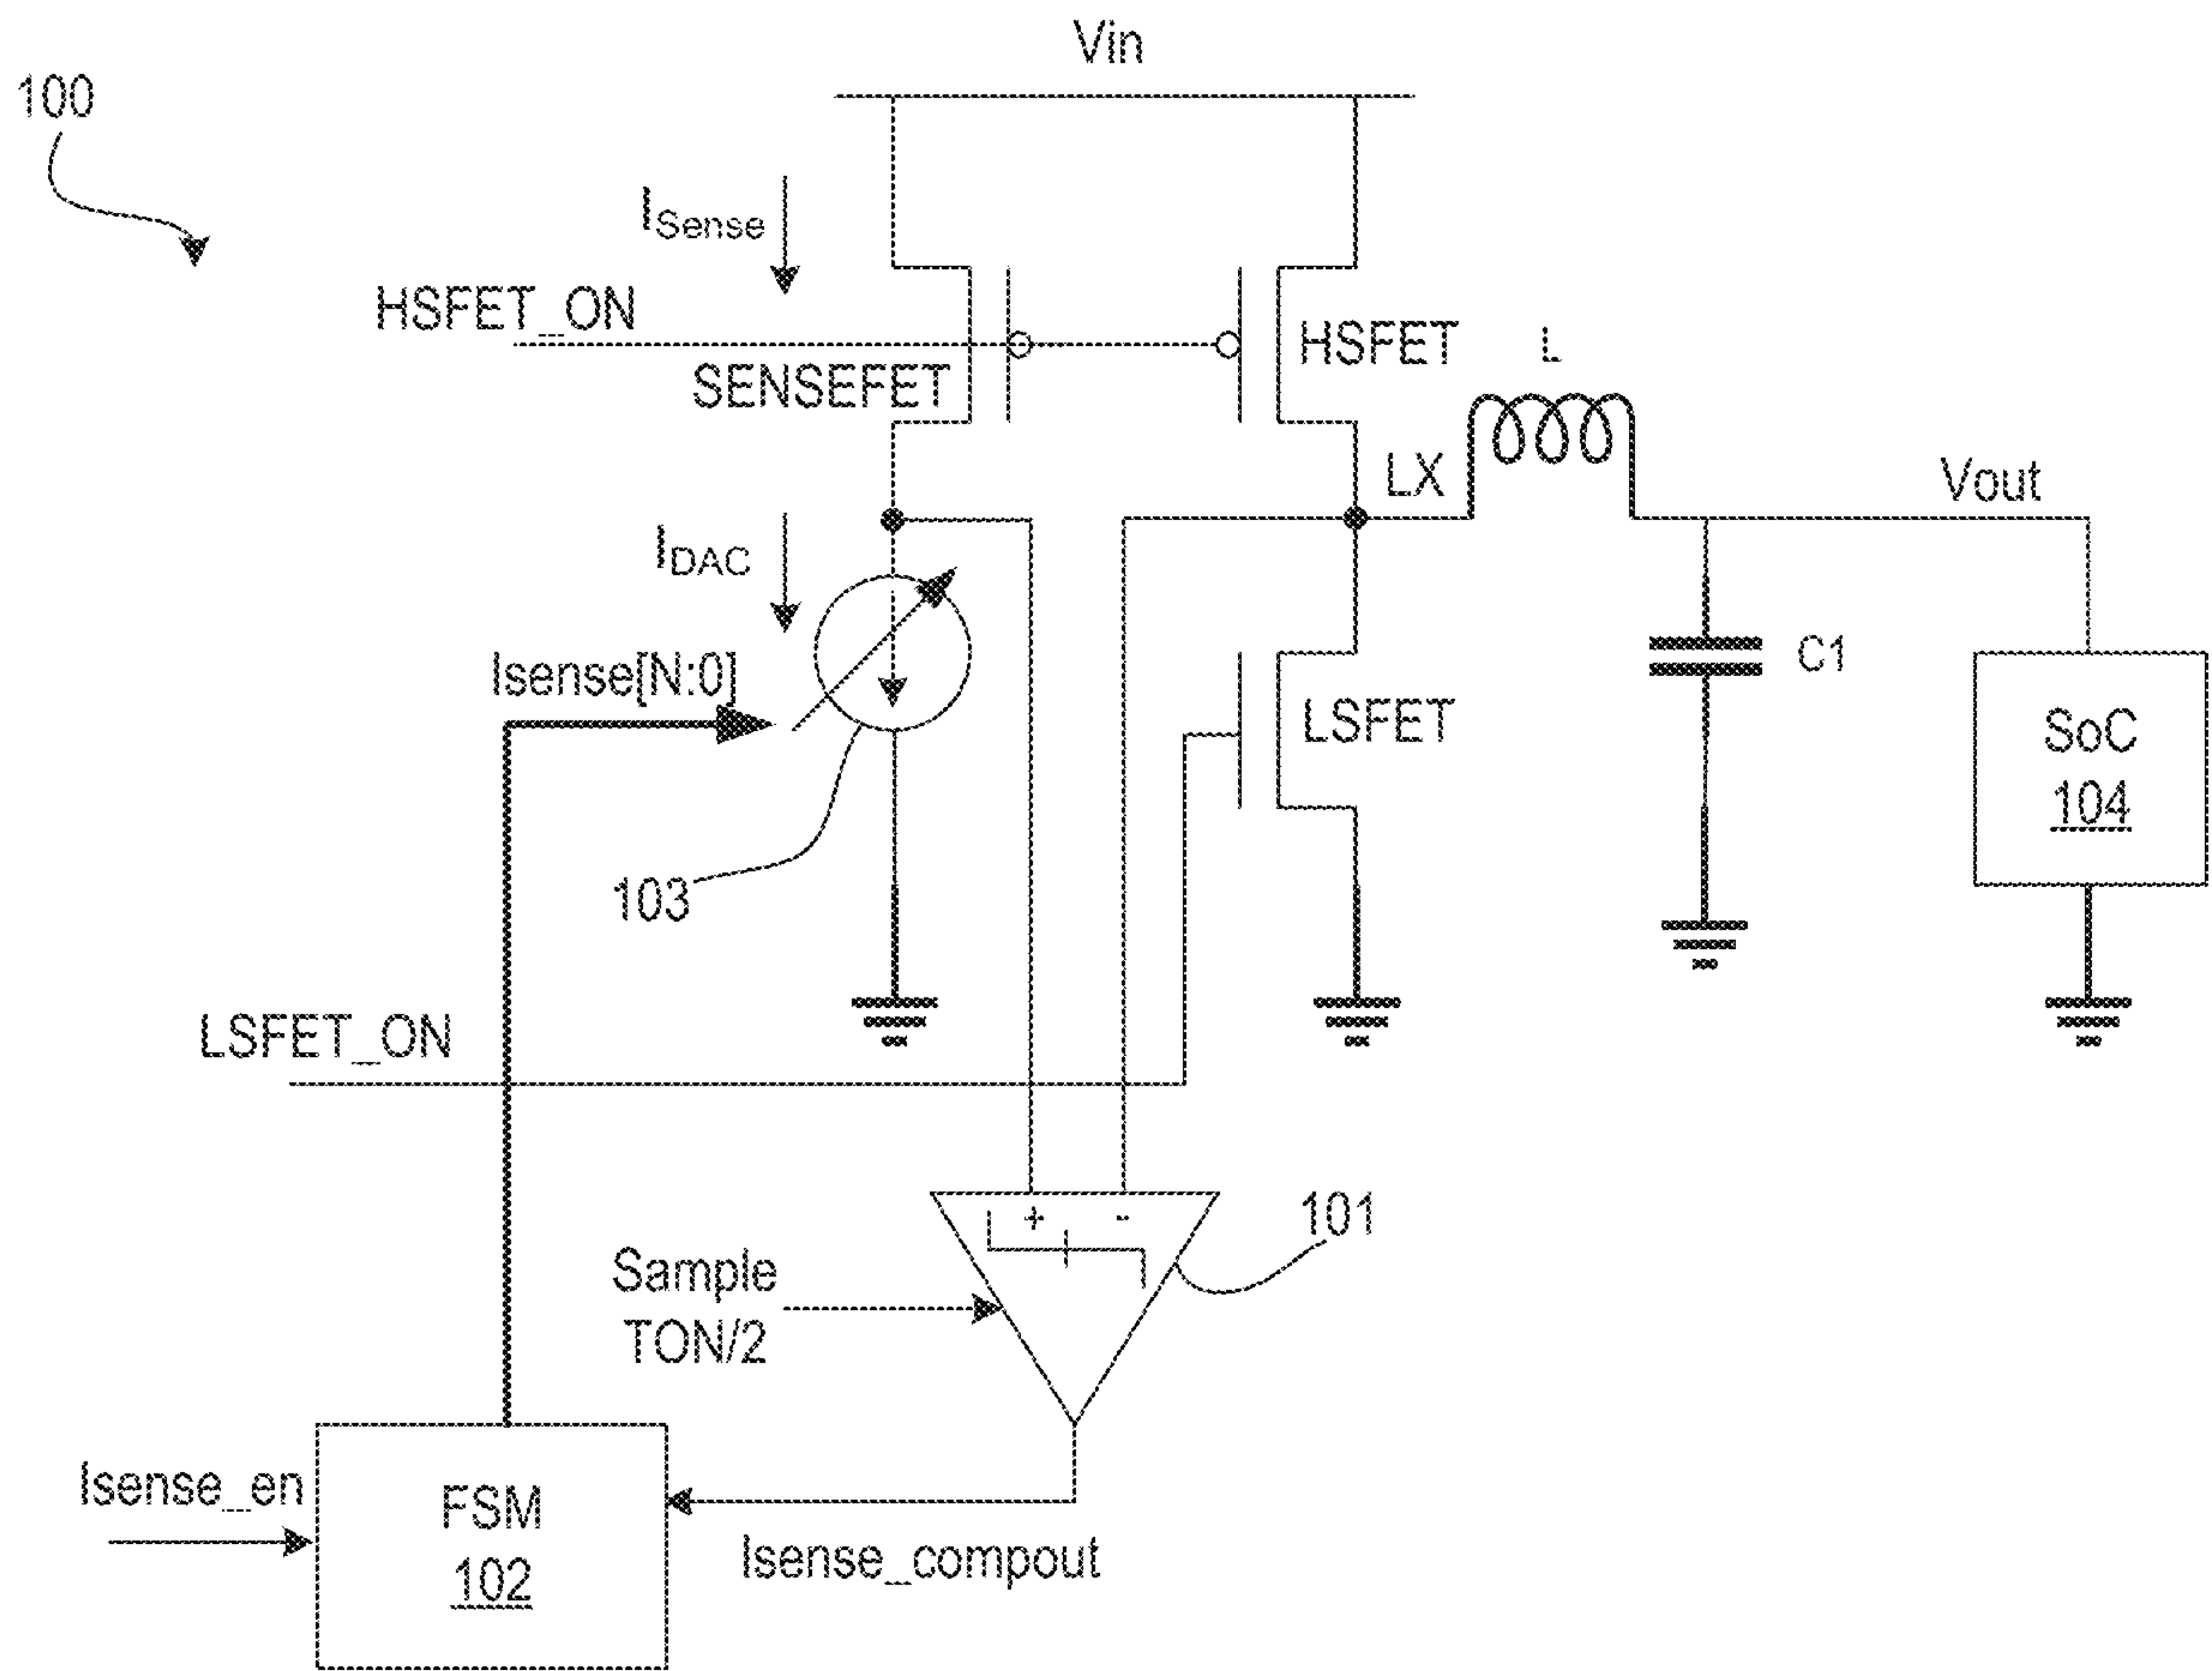 Vin
100
ISense
HSFET_ON
HSFET
L
SENSEFET
LX
Vout
IDAC
Isense[N:0]
C1
LSFET
SoC
104
103
LSFET_ON
+ -
101
Sample
TON/2
Isense_en
FSM
102
Isense_compout